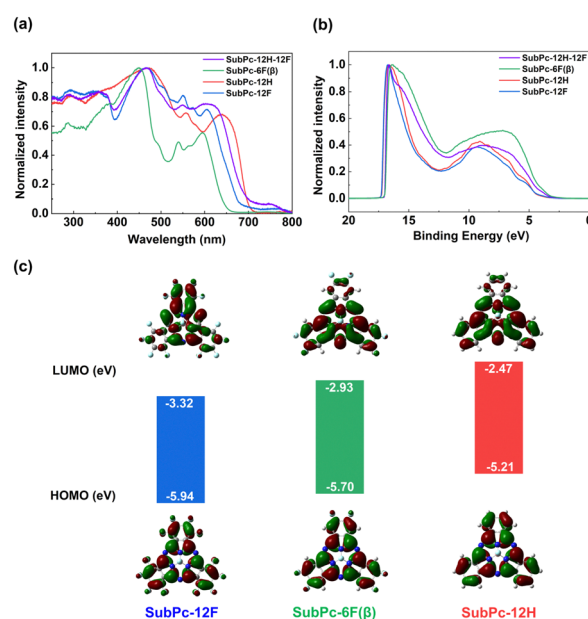 (a)
(b)
SubPc-12H-12F
SubPc-6F(β)
SubPc-12H
SubPc-12F
Normalized intensity
1.0
0.8
0.6
0.4
0.2
0.0
300
400
500
600
700
800
Wavelength (nm)
SubPc-12H-12F
SubPc-6F(β)
SubPc-12H
SubPc-12F
Normalized intensity
1.0
0.8
0.6
0.4
0.2
0.0
20
15
10
5
0
Binding Energy (eV)
(c)
LUMO (eV)
-3.32
-2.93
-2.47
HOMO (eV)
-5.94
-5.70
-5.21
SubPc-12F
SubPc-6F(β)
SubPc-12H